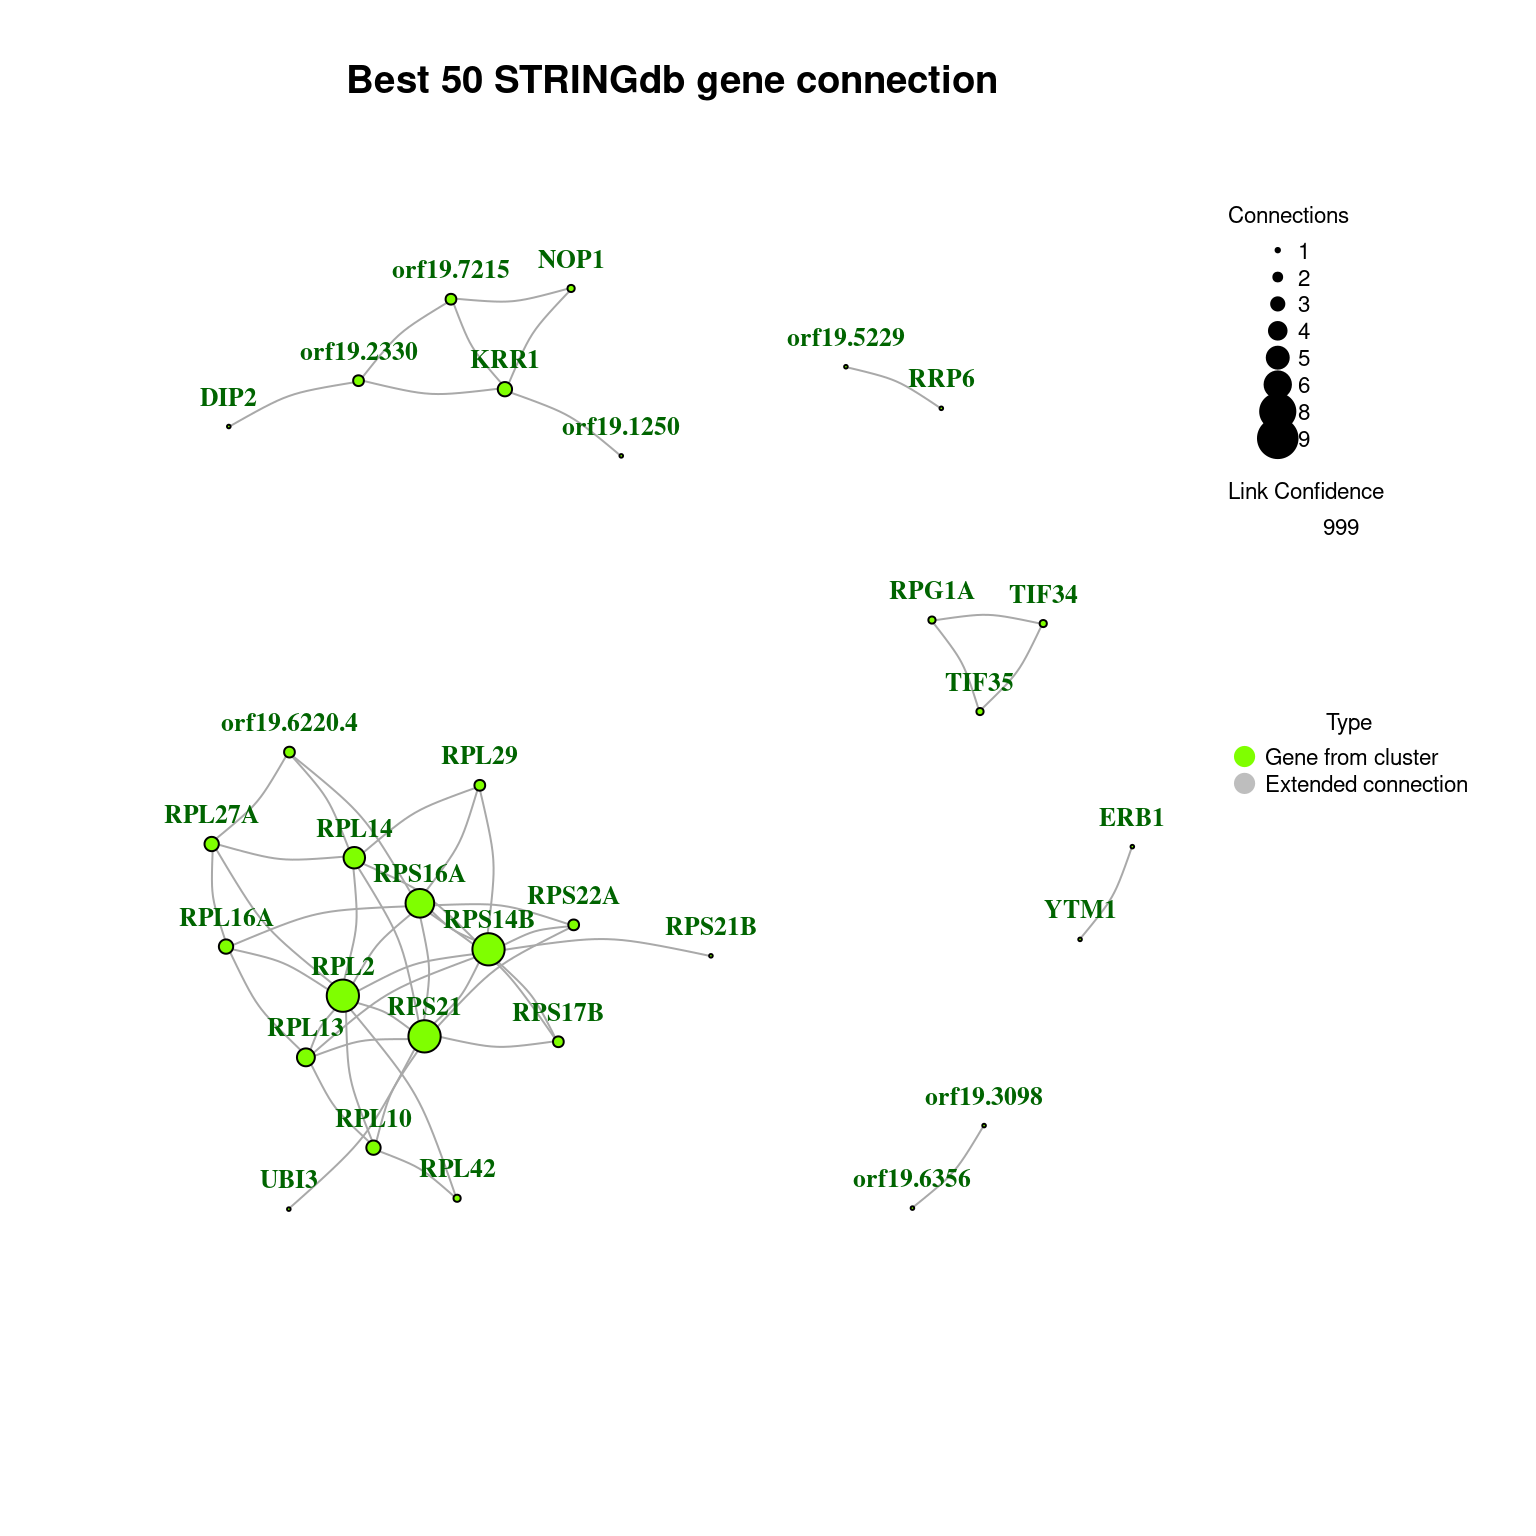 Best 50 STRINGdb gene connection
Connections
1
2
3
4
5
6
8
9
Link Confidence
999
Type
Gene from cluster
Extended connection
NOP1
orf19.7215
orf19.2330
KRR1
DIP2
orf19.1250
orf19.5229
RRP6
RPG1A
TIF34
TIF35
orf19.6220.4
RPL29
RPL27A
RPL14
RPS16A
RPS22A
RPL16A
RPS14B
RPS21B
RPL2
RPS21
RPS17B
RPL13
RPL10
RPL42
UBI3
ERB1
YTM1
orf19.3098
orf19.6356